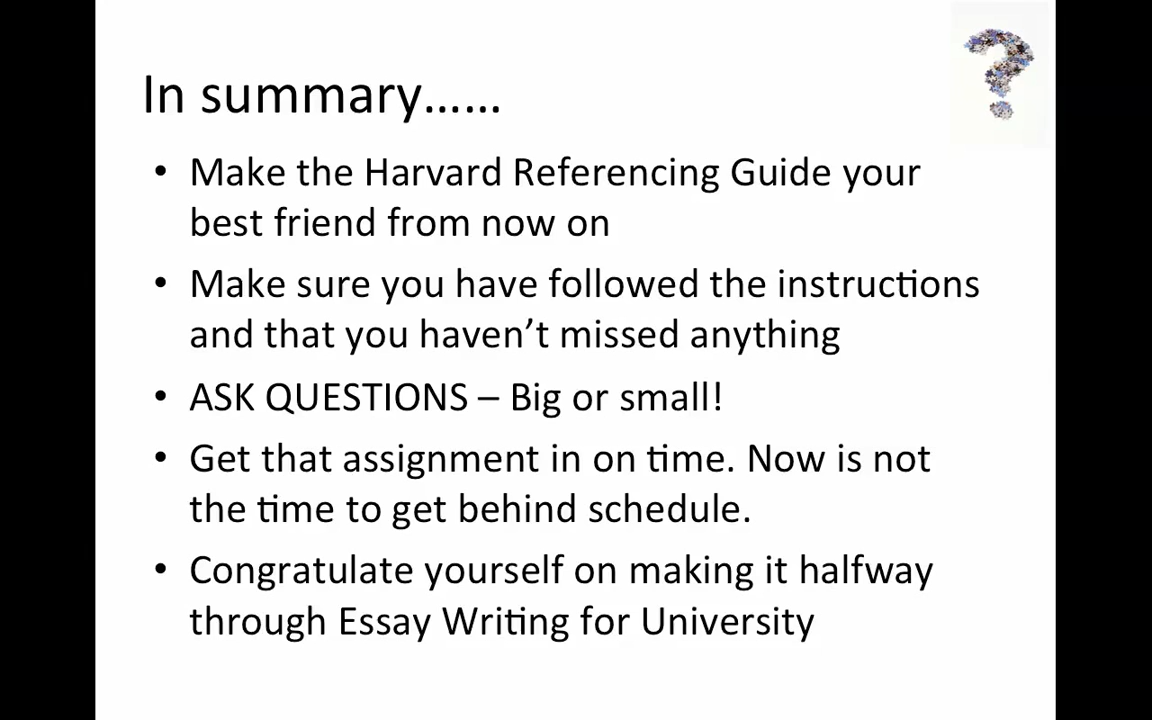 In summary……
• Make the Harvard Referencing Guide your
best friend from now on
• Make sure you have followed the instructions
and that you haven’t missed anything
• ASK QUESTIONS – Big or small!
• Get that assignment in on time. Now is not
the time to get behind schedule.
• Congratulate yourself on making it halfway
through Essay Writing for University